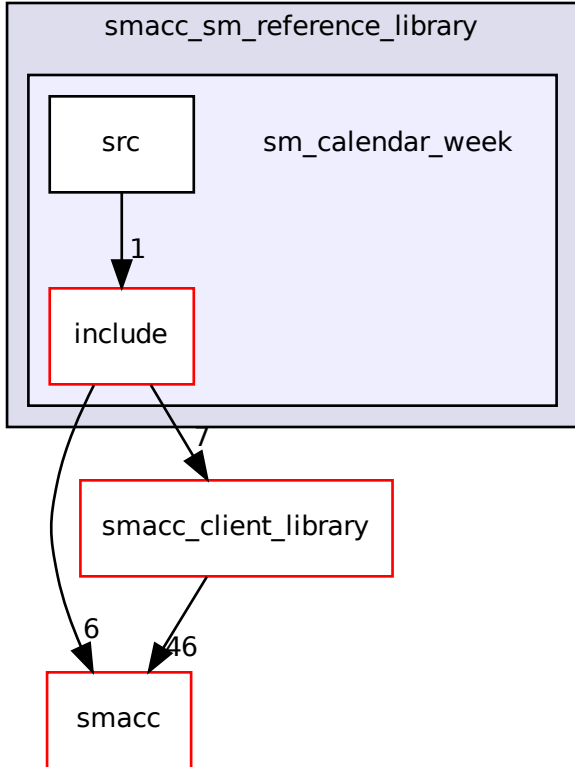 smacc_sm_reference_library
src
sm_calendar_week
1
include
7
smacc_client_library
6
46
smacc